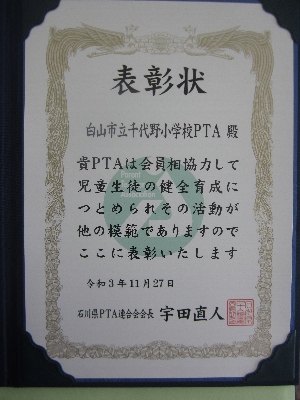 表彰状
白山市立千代野小学校PTA 殿
貴PTAは会員相協力して
児童生徒の健全育成に
つとめられその活動が
他の模範でありますので
ここに表彰いたします
令和3年11月27日
石川県PTA連合会会長 宇田直人
Parent
Association